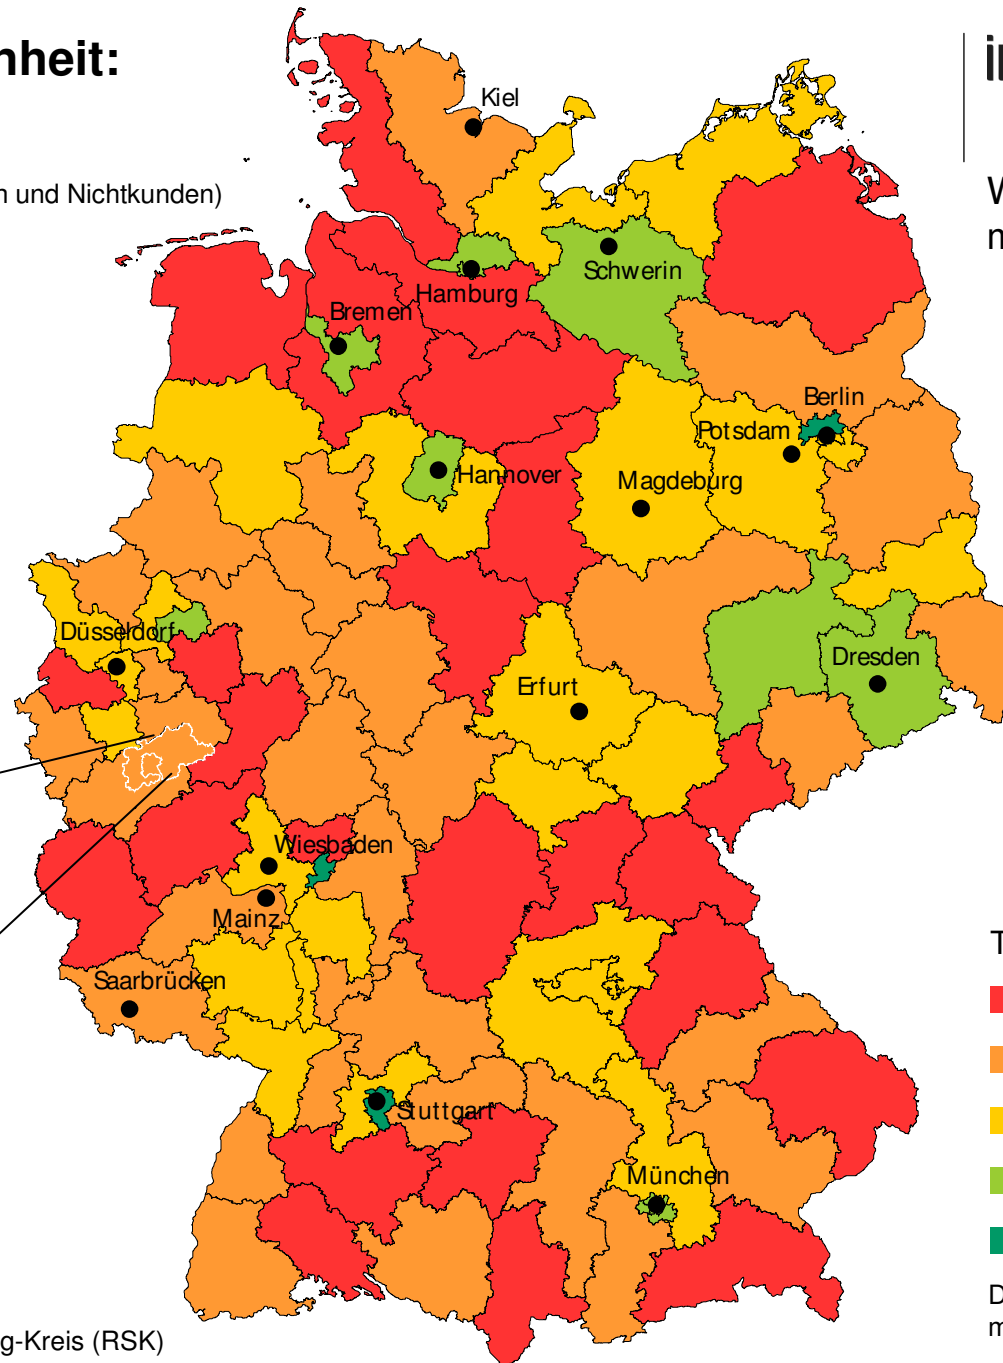 nheit:
n und Nichtkunden)
Kiel
Schwerin
Hamburg
Bremen
Berlin
Potsdam
Hannover
Magdeburg
Düsseldorf
Dresden
Erfurt
Wiesbaden
Mainz
Saarbrücken
Stuttgart
München
g-Kreis (RSK)
W
n
T
D
m